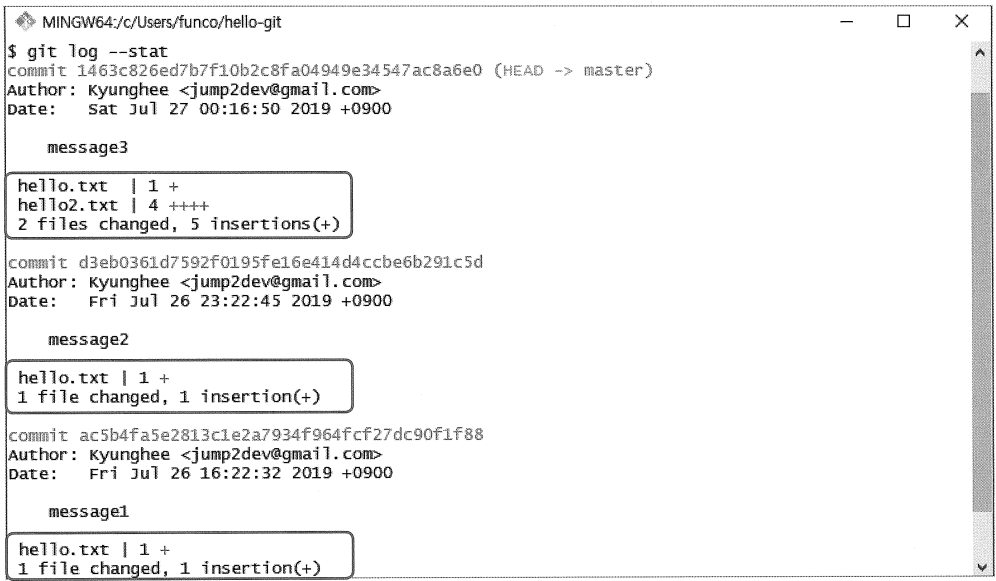 MINGW64:/c/Users/funco/hello-git
$ git log --stat
commit 1463c826ed7b7f10b2c8fa04949e34547ac8a6e0 (HEAD -> master)
Author: Kyunghee <jump2dev@gmail.com>
Date:   Sat Jul 27 00:16:50 2019 +0900
message3
hello.txt  | 1 +
hello2.txt | 4 ++++
2 files changed, 5 insertions(+)
commit d3eb0361d7592f0195fe16e414d4ccbe6b291c5d
Author: Kyunghee <jump2dev@gmail.com>
Date:   Fri Jul 26 23:22:45 2019 +0900
message2
hello.txt | 1 +
1 file changed, 1 insertion(+)
commit ac5b4fa5e2813c1e2a7934f964fcf27dc90f1f88
Author: Kyunghee <jump2dev@gmail.com>
Date:   Fri Jul 26 16:22:32 2019 +0900
message1
hello.txt | 1 +
1 file changed, 1 insertion(+)